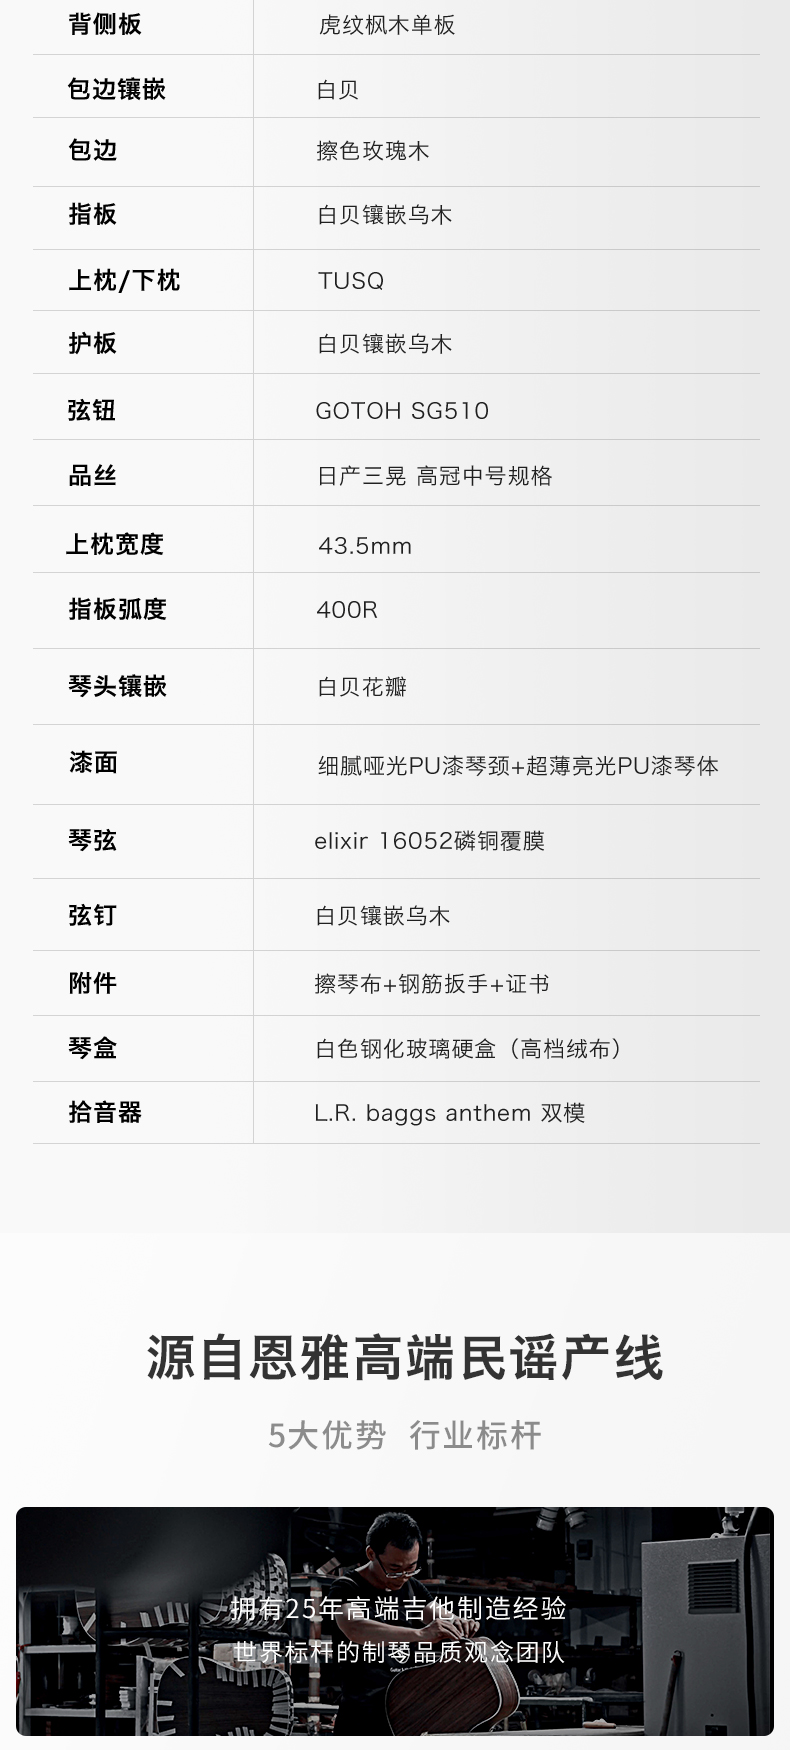 背侧板 虎纹枫木单板
包边镶嵌 白贝
包边 擦色玫瑰木
指板 白贝镶嵌乌木
上枕/下枕 TUSQ
护板 白贝镶嵌乌木
弦钮 GOTOH SG510
品丝 日产三晃 高冠中号规格
上枕宽度 43.5mm
指板弧度 400R
琴头镶嵌 白贝花瓣
漆面 细腻哑光PU漆琴颈+超薄亮光PU漆琴体
琴弦 elixir 16052磷铜覆膜
弦钉 白贝镶嵌乌木
附件 擦琴布+钢筋扳手+证书
琴盒 白色钢化玻璃硬盒（高档绒布）
拾音器 L.R. baggs anthem 双模
源自恩雅高端民谣产线
5大优势 行业标杆
拥有25年高端吉他制造经验
世界标杆的制琴品质观念团队